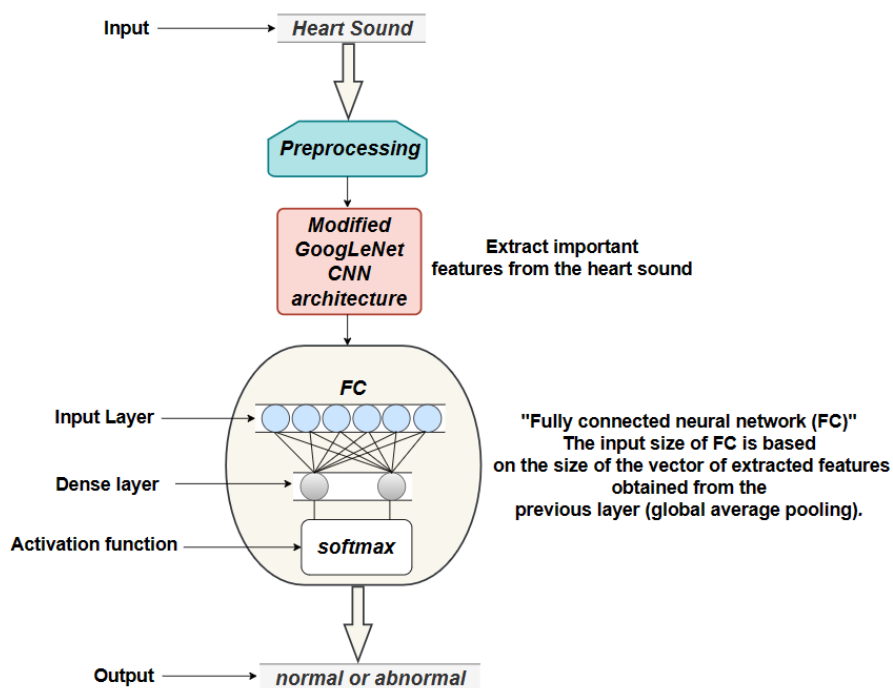 Input
Heart Sound
Preprocessing
Modified
GoogLeNet
CNN
architecture
Extract important
features from the heart sound
FC
Input Layer
Dense layer
Activation function
softmax
"Fully connected neural network (FC)"
The input size of FC is based
on the size of the vector of extracted features
obtained from the
previous layer (global average pooling).
Output
normal or abnormal